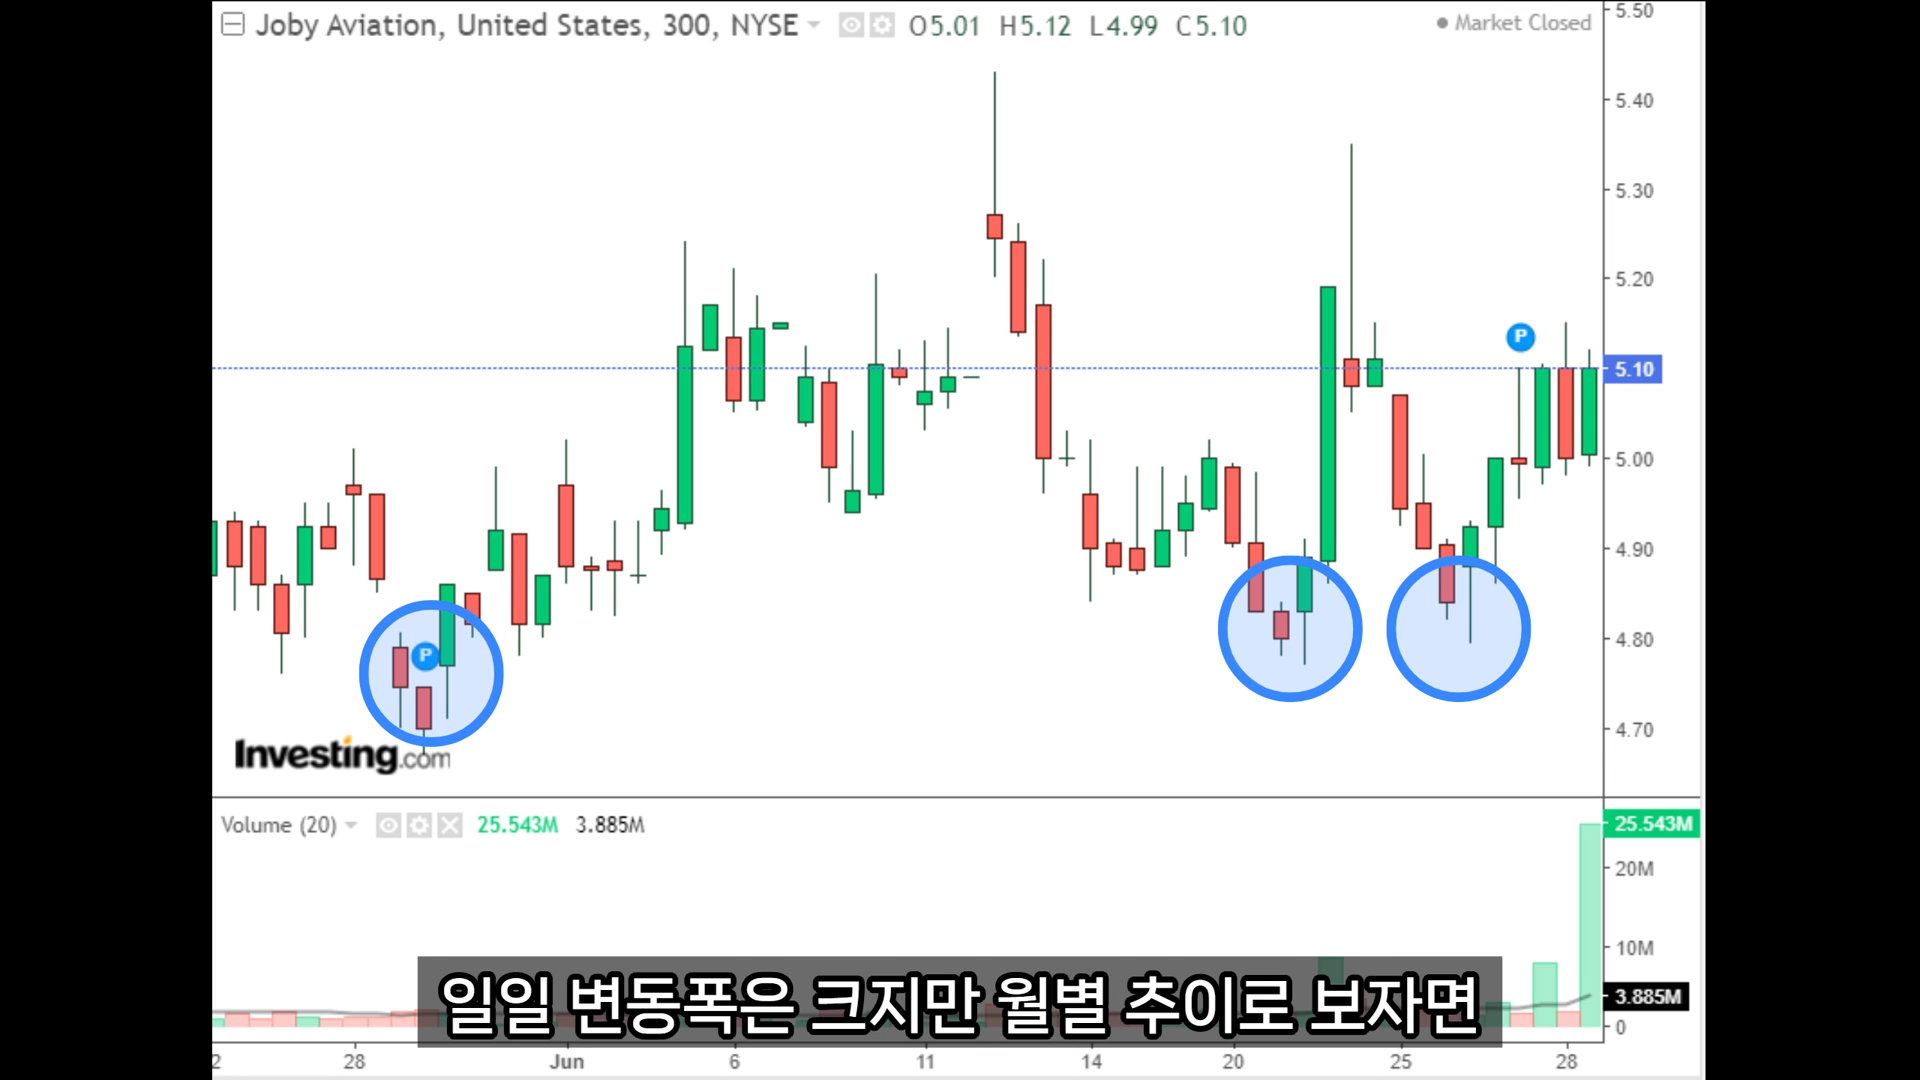 Joby Aviation, United States, 300, NYSE O5.01 H5.12 L4.99 C5.10
Market Closed
5.50
5.40
5.30
5.20
5.10
5.00
4.90
4.80
4.70
P
P
Investing.com
Volume (20) 25.543M 3.885M
25.543M
20M
10M
3.885M
0
일일 변동폭은 크지만 월별 추이로 보자면
2 28 Jun 6 11 14 20 25 28